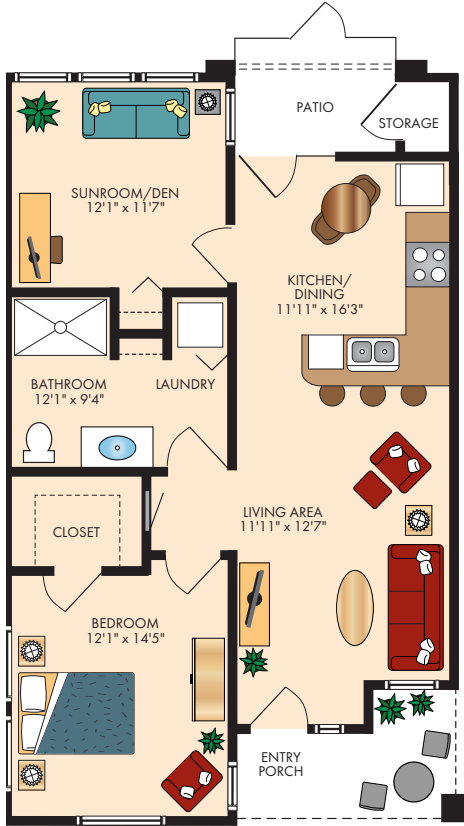 PATIO
STORAGE
SUNROOM/DEN
12'1" x 11'7"
KITCHEN/
DINING
11'11" x 16'3"
BATHROOM
12'1" x 9'4"
LAUNDRY
LIVING AREA
11'11" x 12'7"
CLOSET
BEDROOM
12'1" x 14'5"
ENTRY
PORCH